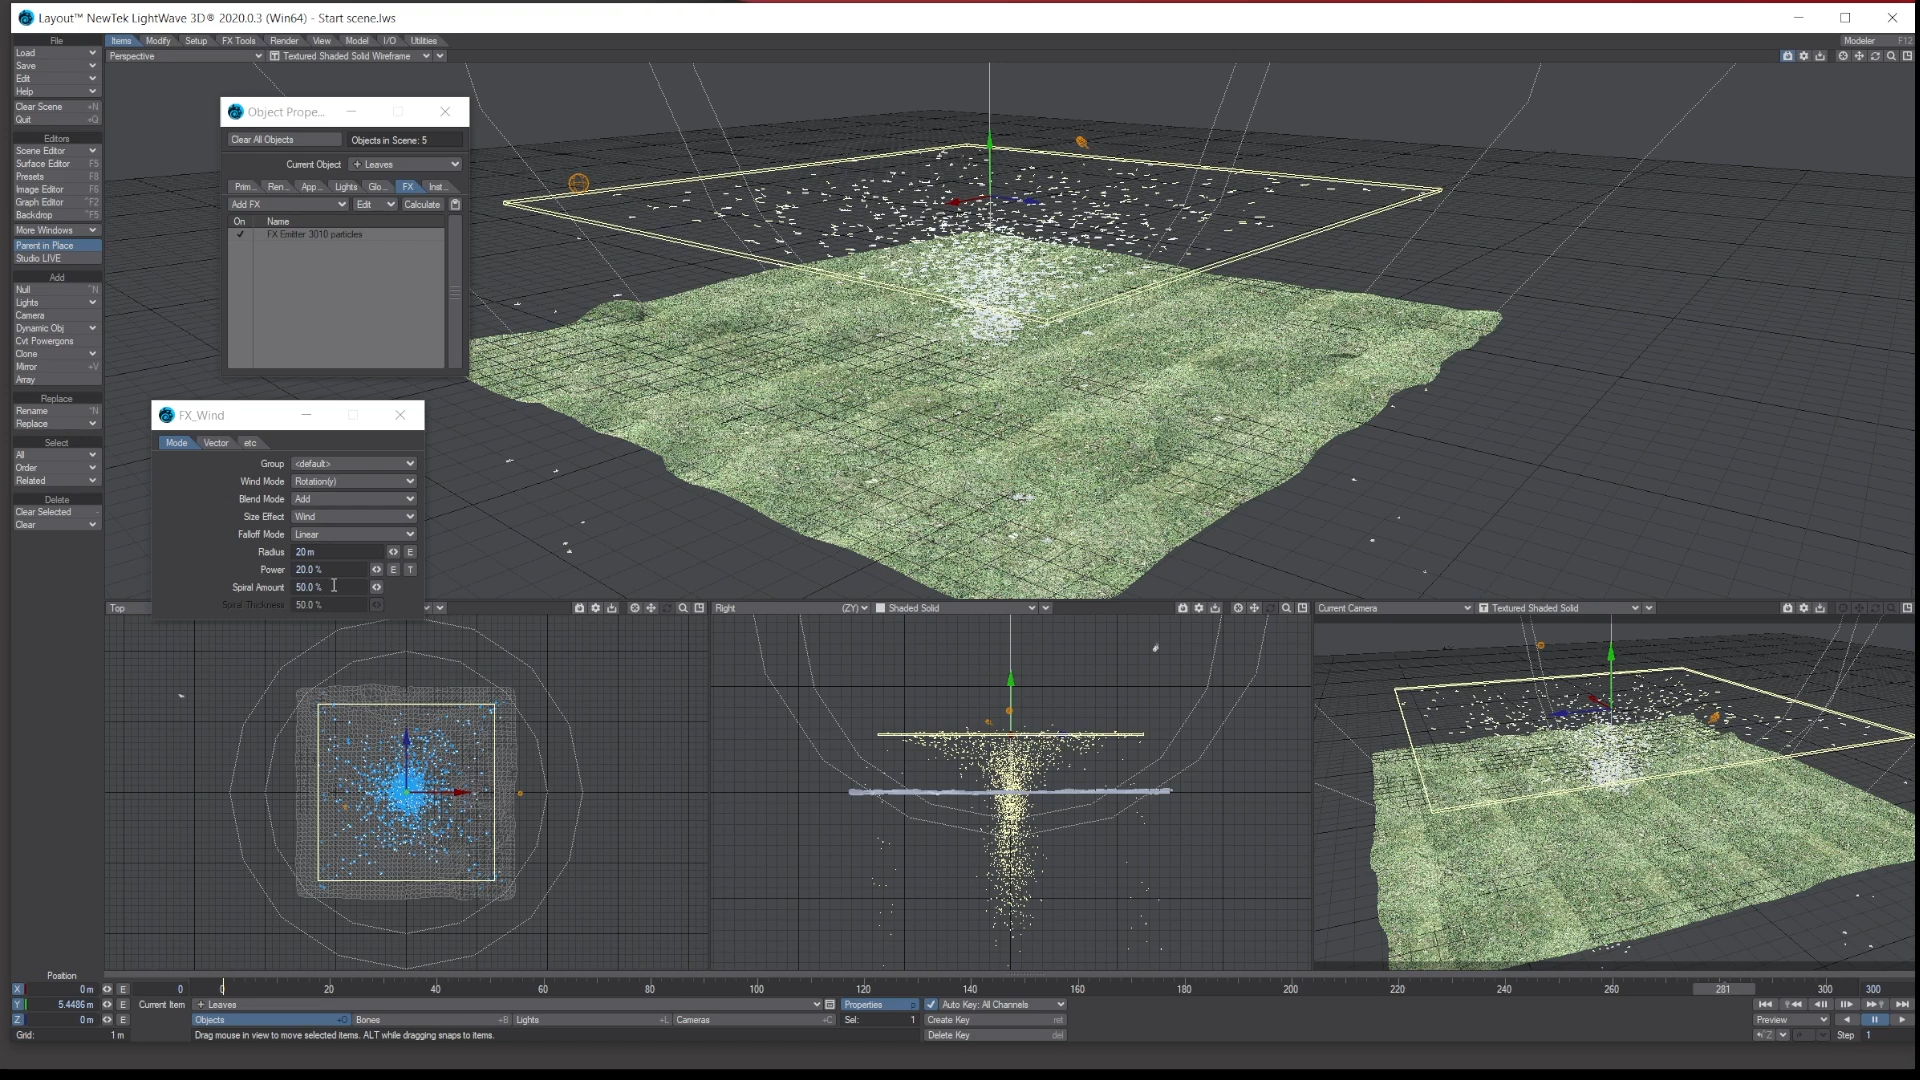 Layout™ NewTek LightWave 3D® 2020.0.3 (Win64) - Start scene.lws
File
Items Modify Setup FX Tools Render View Model I/O Utilities
Modeler F12
Load
Perspective
Textured Shaded Solid Wireframe
Save
Edit
Help
Clear Scene +N
Quit +Q
Editors
Scene Editor
Surface Editor F5
Presets F8
Image Editor F6
Graph Editor ^F2
Backdrop ^F5
More Windows
Parent in Place
Studio LIVE
Add
Null ^N
Lights
Camera
Dynamic Obj
Cvt Powergons
Clone
Mirror +V
Array
Replace
Rename ^N
Replace
Select
All
Order
Related
Delete
Clear Selected -
Clear
Object Prope...
Clear All Objects
Objects in Scene: 5
Current Object + Leaves
Prim... Ren... App... Lights Glo... FX Inst...
Add FX Edit Calculate
On Name
✓ FX Emitter 3010 particles
FX_Wind
Mode Vector etc
Group <default>
Wind Mode Rotation(y)
Blend Mode Add
Size Effect Wind
Falloff Mode Linear
Radius 20 m E
Power 20.0 % E T
Spiral Amount 50.0 %
Spiral Thickness 50.0 %
Top
Right (ZY) Shaded Solid
Current Camera Textured Shaded Solid
Position
X 0 m E
Y 5.4486 m E
Z 0 m E
Grid: 1 m
0 0 20 40 60 80 100 120 140 160 180 200 220 240 260 281 300 300
Current Item + Leaves
Properties
Auto Key: All Channels
Objects +O Bones +B Lights +L Cameras +C
Sel: 1
Create Key ret
Preview
Drag mouse in view to move selected items. ALT while dragging snaps to items.
Delete Key del
Step 1